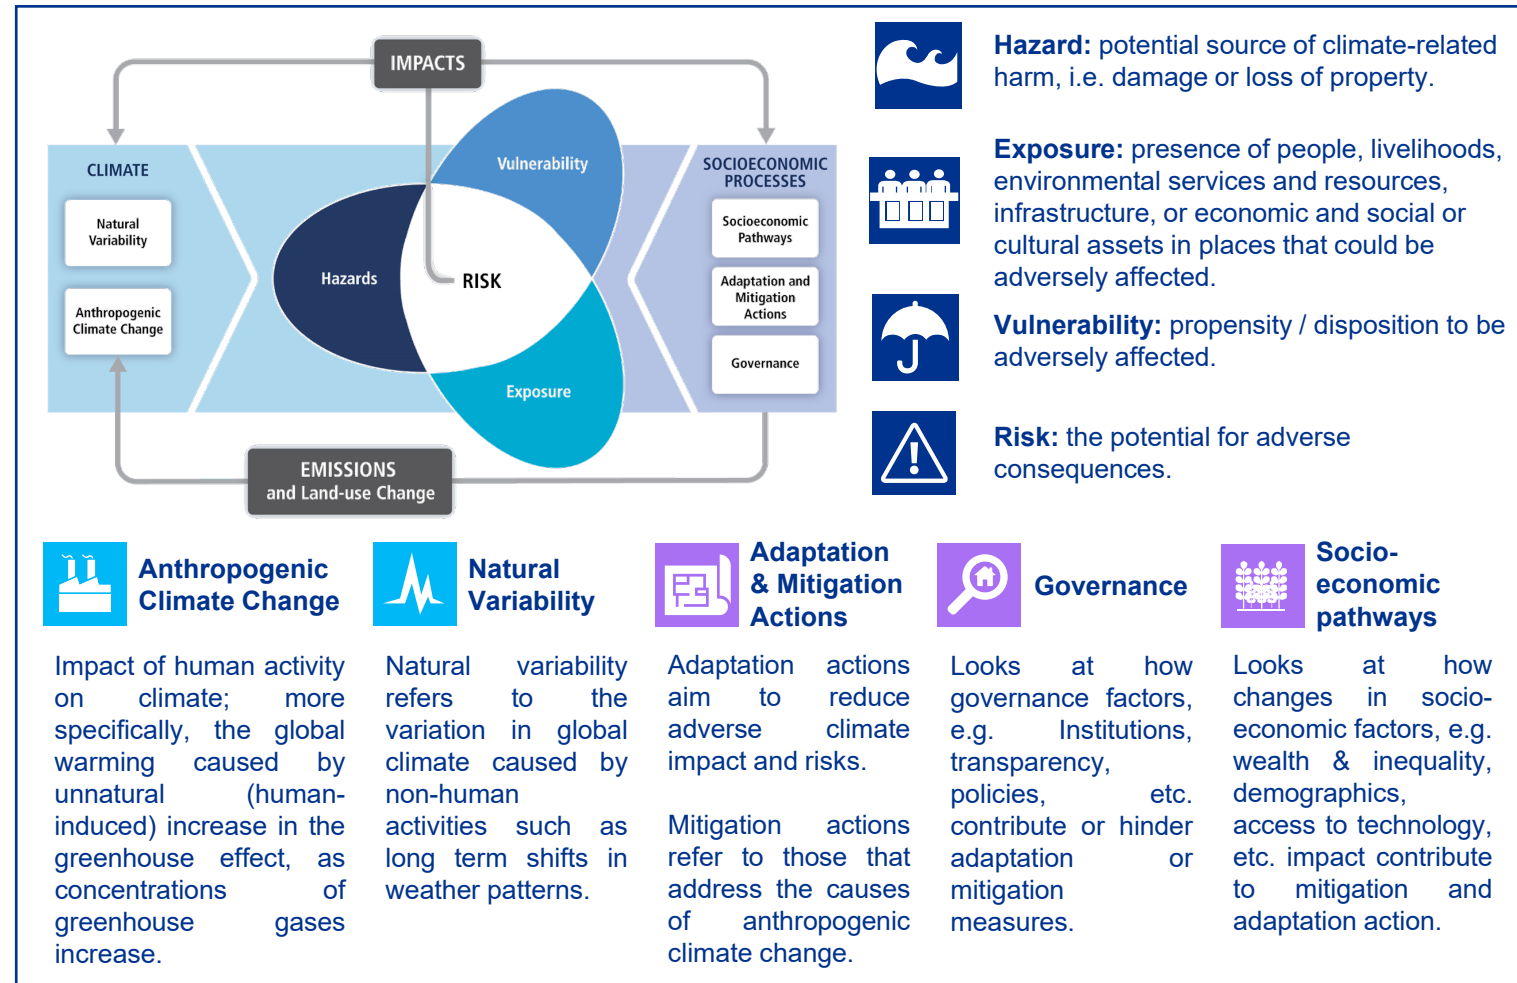 IMPACTS
CLIMATE
Natural
Variability
Anthropogenic
Climate Change
Vulnerability
Hazards
RISK
Exposure
SOCIOECONOMIC
PROCESSES
Socioeconomic
Pathways
Adaptation and
Mitigation
Actions
Governance
EMISSIONS
and Land-use Change
Hazard: potential source of climate-related
harm, i.e. damage or loss of property.
Exposure: presence of people, livelihoods,
environmental services and resources,
infrastructure, or economic and social or
cultural assets in places that could be
adversely affected.
Vulnerability: propensity / disposition to be
adversely affected.
Risk: the potential for adverse
consequences.
Anthropogenic
Climate Change
Impact of human activity
on climate; more
specifically, the global
warming caused by
unnatural (human-
induced) increase in the
greenhouse effect, as
concentrations of
greenhouse gases
increase.
Natural
Variability
Natural variability
refers to the
variation in global
climate caused by
non-human
activities such as
long term shifts in
weather patterns.
Adaptation
& Mitigation
Actions
Adaptation actions
aim to reduce
adverse climate
impact and risks.
Mitigation actions
refer to those that
address the causes
of anthropogenic
climate change.
Governance
Looks at how
governance factors,
e.g. Institutions,
transparency,
policies, etc.
contribute or hinder
adaptation or
mitigation
measures.
Socio-
economic
pathways
Looks at how
changes in socio-
economic factors, e.g.
wealth & inequality,
demographics,
access to technology,
etc. impact contribute
to mitigation and
adaptation action.